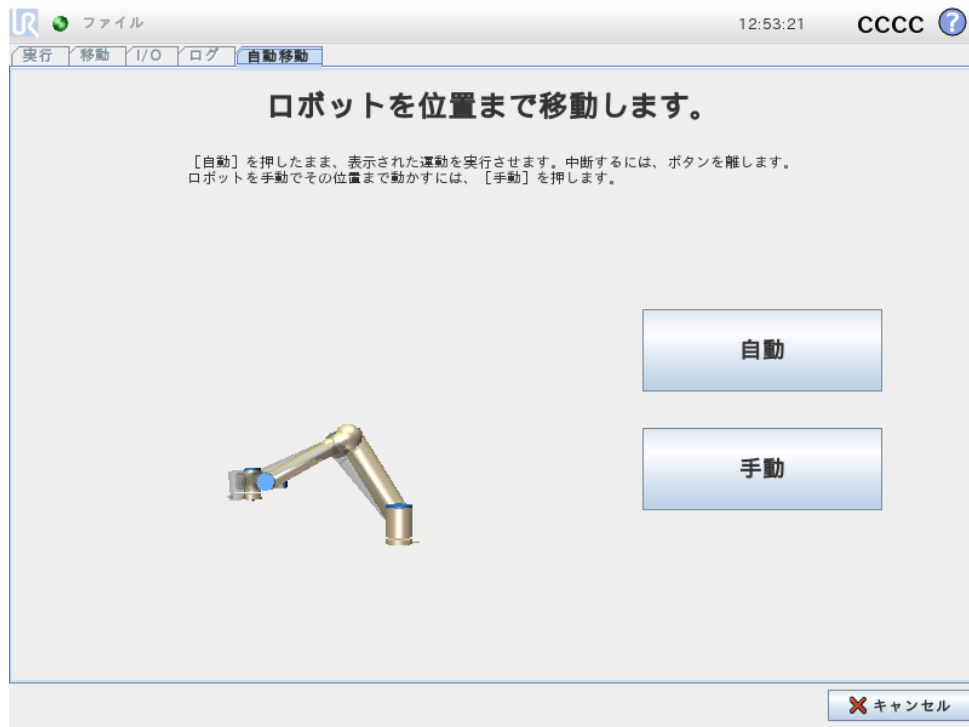 UR ファイル 12:53:21 CCCC ?
実行 移動 I/O ログ 自動移動
ロボットを位置まで移動します。
［自動］を押したまま、表示された運動を実行させます。中断するには、ボタンを離します。
ロボットを手動でその位置まで動かすには、［手動］を押します。
自動
手動
キャンセル